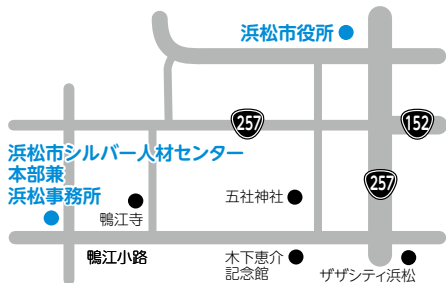 浜松市役所
257
152
浜松市シルバー人材センター
本部兼
浜松事務所
257
鴨江寺
五社神社
鴨江小路
木下恵介
記念館
ザザシティ浜松